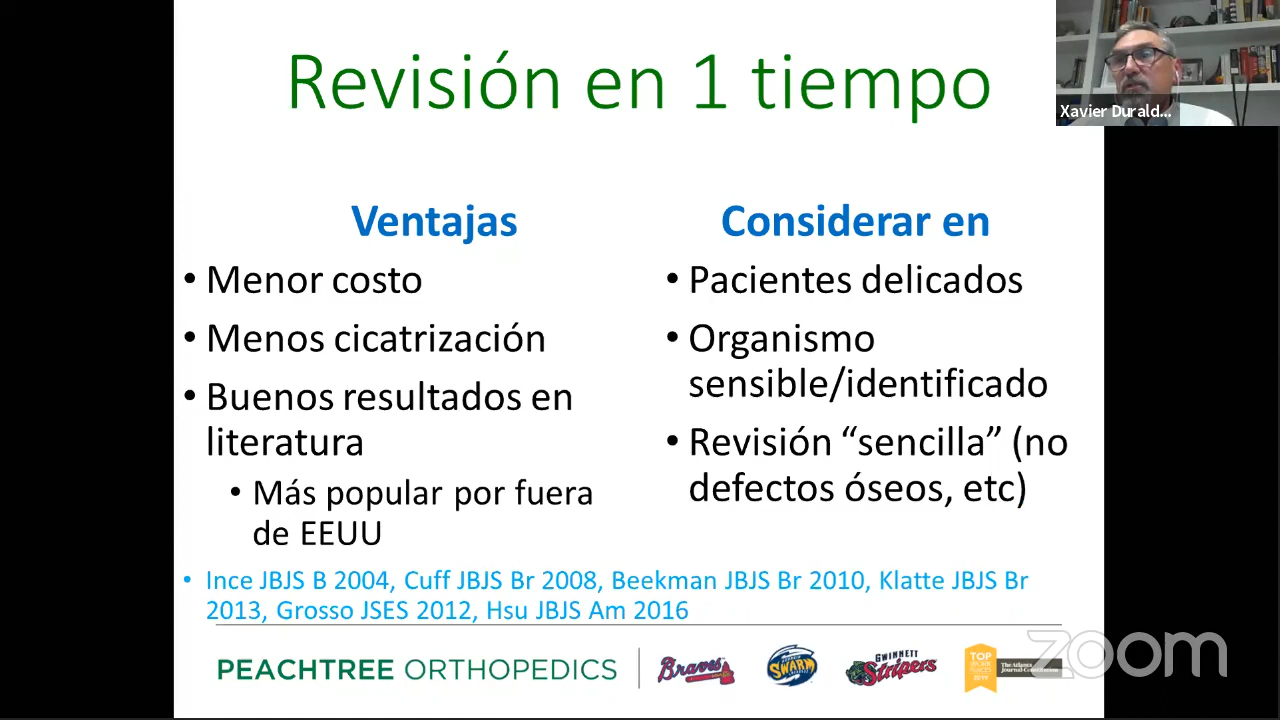 Revisión en 1 tiempo
Xavier Durald...
Ventajas
• Menor costo
• Menos cicatrización
• Buenos resultados en
literatura
• Más popular por fuera
de EEUU
Considerar en
• Pacientes delicados
• Organismo
sensible/identificado
• Revisión “sencilla” (no
defectos óseos, etc)
• Ince JBJS B 2004, Cuff JBJS Br 2008, Beekman JBJS Br 2010, Klatte JBJS Br
2013, Grosso JSES 2012, Hsu JBJS Am 2016
PEACHTREE ORTHOPEDICS
Braves
SWARM
GWINNETT
Stripers
TOP
zoom